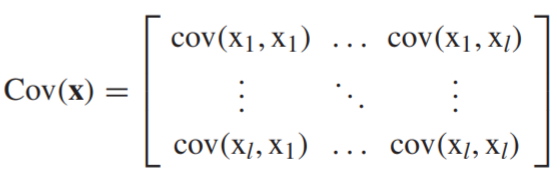 cov(x₁, x₁) … cov(x₁, xₗ)
Cov(x) = ⋮ ⋱ ⋮
cov(xₗ, x₁) … cov(xₗ, xₗ)